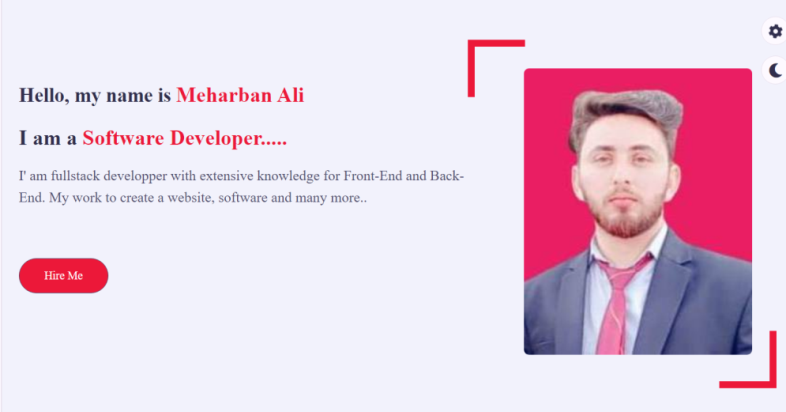 Hello, my name is Meharban Ali
I am a Software Developer.....
I' am fullstack developper with extensive knowledge for Front-End and Back-
End. My work to create a website, software and many more..
Hire Me